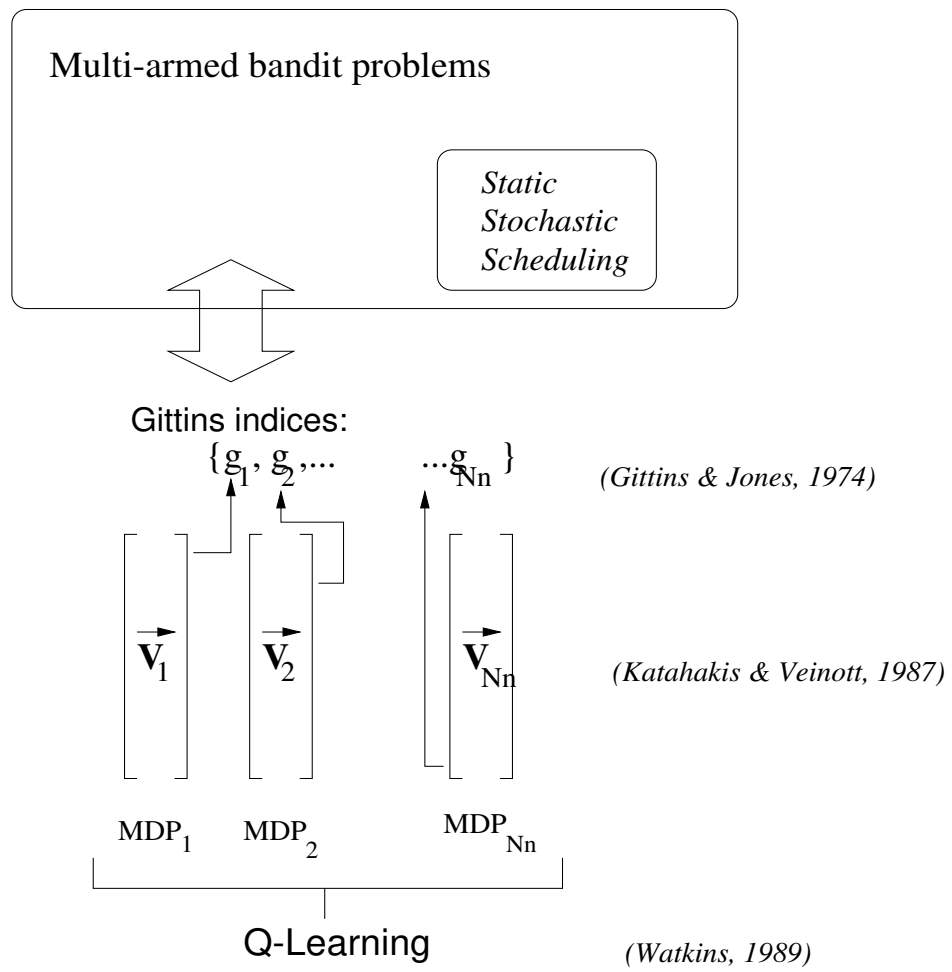 Multi-armed bandit problems
Static
Stochastic
Scheduling
Gittins indices:
{g1, g2,... ...gNn }
(Gittins & Jones, 1974)
V1 V2 VNn
(Katahakis & Veinott, 1987)
MDP1 MDP2 MDPNn
Q-Learning
(Watkins, 1989)